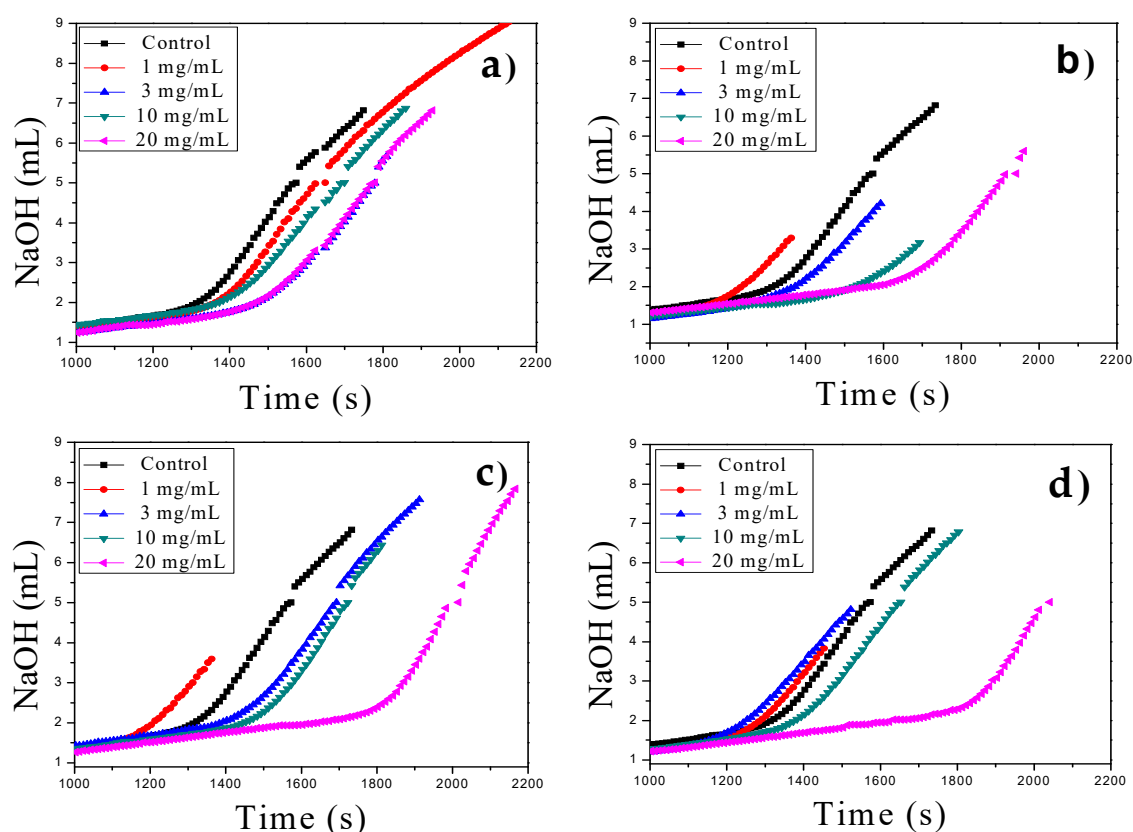 a)
Control
1 mg/mL
3 mg/mL
10 mg/mL
20 mg/mL
NaOH (mL)
9
8
7
6
5
4
3
2
1
1000 1200 1400 1600 1800 2000 2200
Time (s)
b)
Control
1 mg/mL
3 mg/mL
10 mg/mL
20 mg/mL
NaOH (mL)
9
8
7
6
5
4
3
2
1
1000 1200 1400 1600 1800 2000 2200
Time (s)
c)
Control
1 mg/mL
3 mg/mL
10 mg/mL
20 mg/mL
NaOH (mL)
9
8
7
6
5
4
3
2
1
1000 1200 1400 1600 1800 2000 2200
Time (s)
d)
Control
1 mg/mL
3 mg/mL
10 mg/mL
20 mg/mL
NaOH (mL)
9
8
7
6
5
4
3
2
1
1000 1200 1400 1600 1800 2000 2200
Time (s)